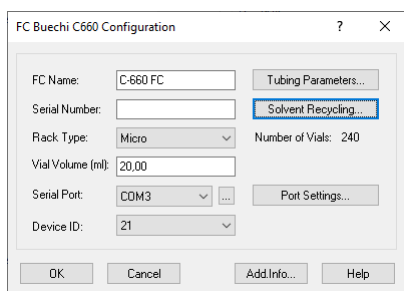 FC Buechi C660 Configuration ? ×
FC Name: C-660 FC Tubing Parameters...
Serial Number: Solvent Recycling...
Rack Type: Micro Number of Vials: 240
Vial Volume (ml): 20,00
Serial Port: COM3 ... Port Settings...
Device ID: 21
OK Cancel Add.Info... Help